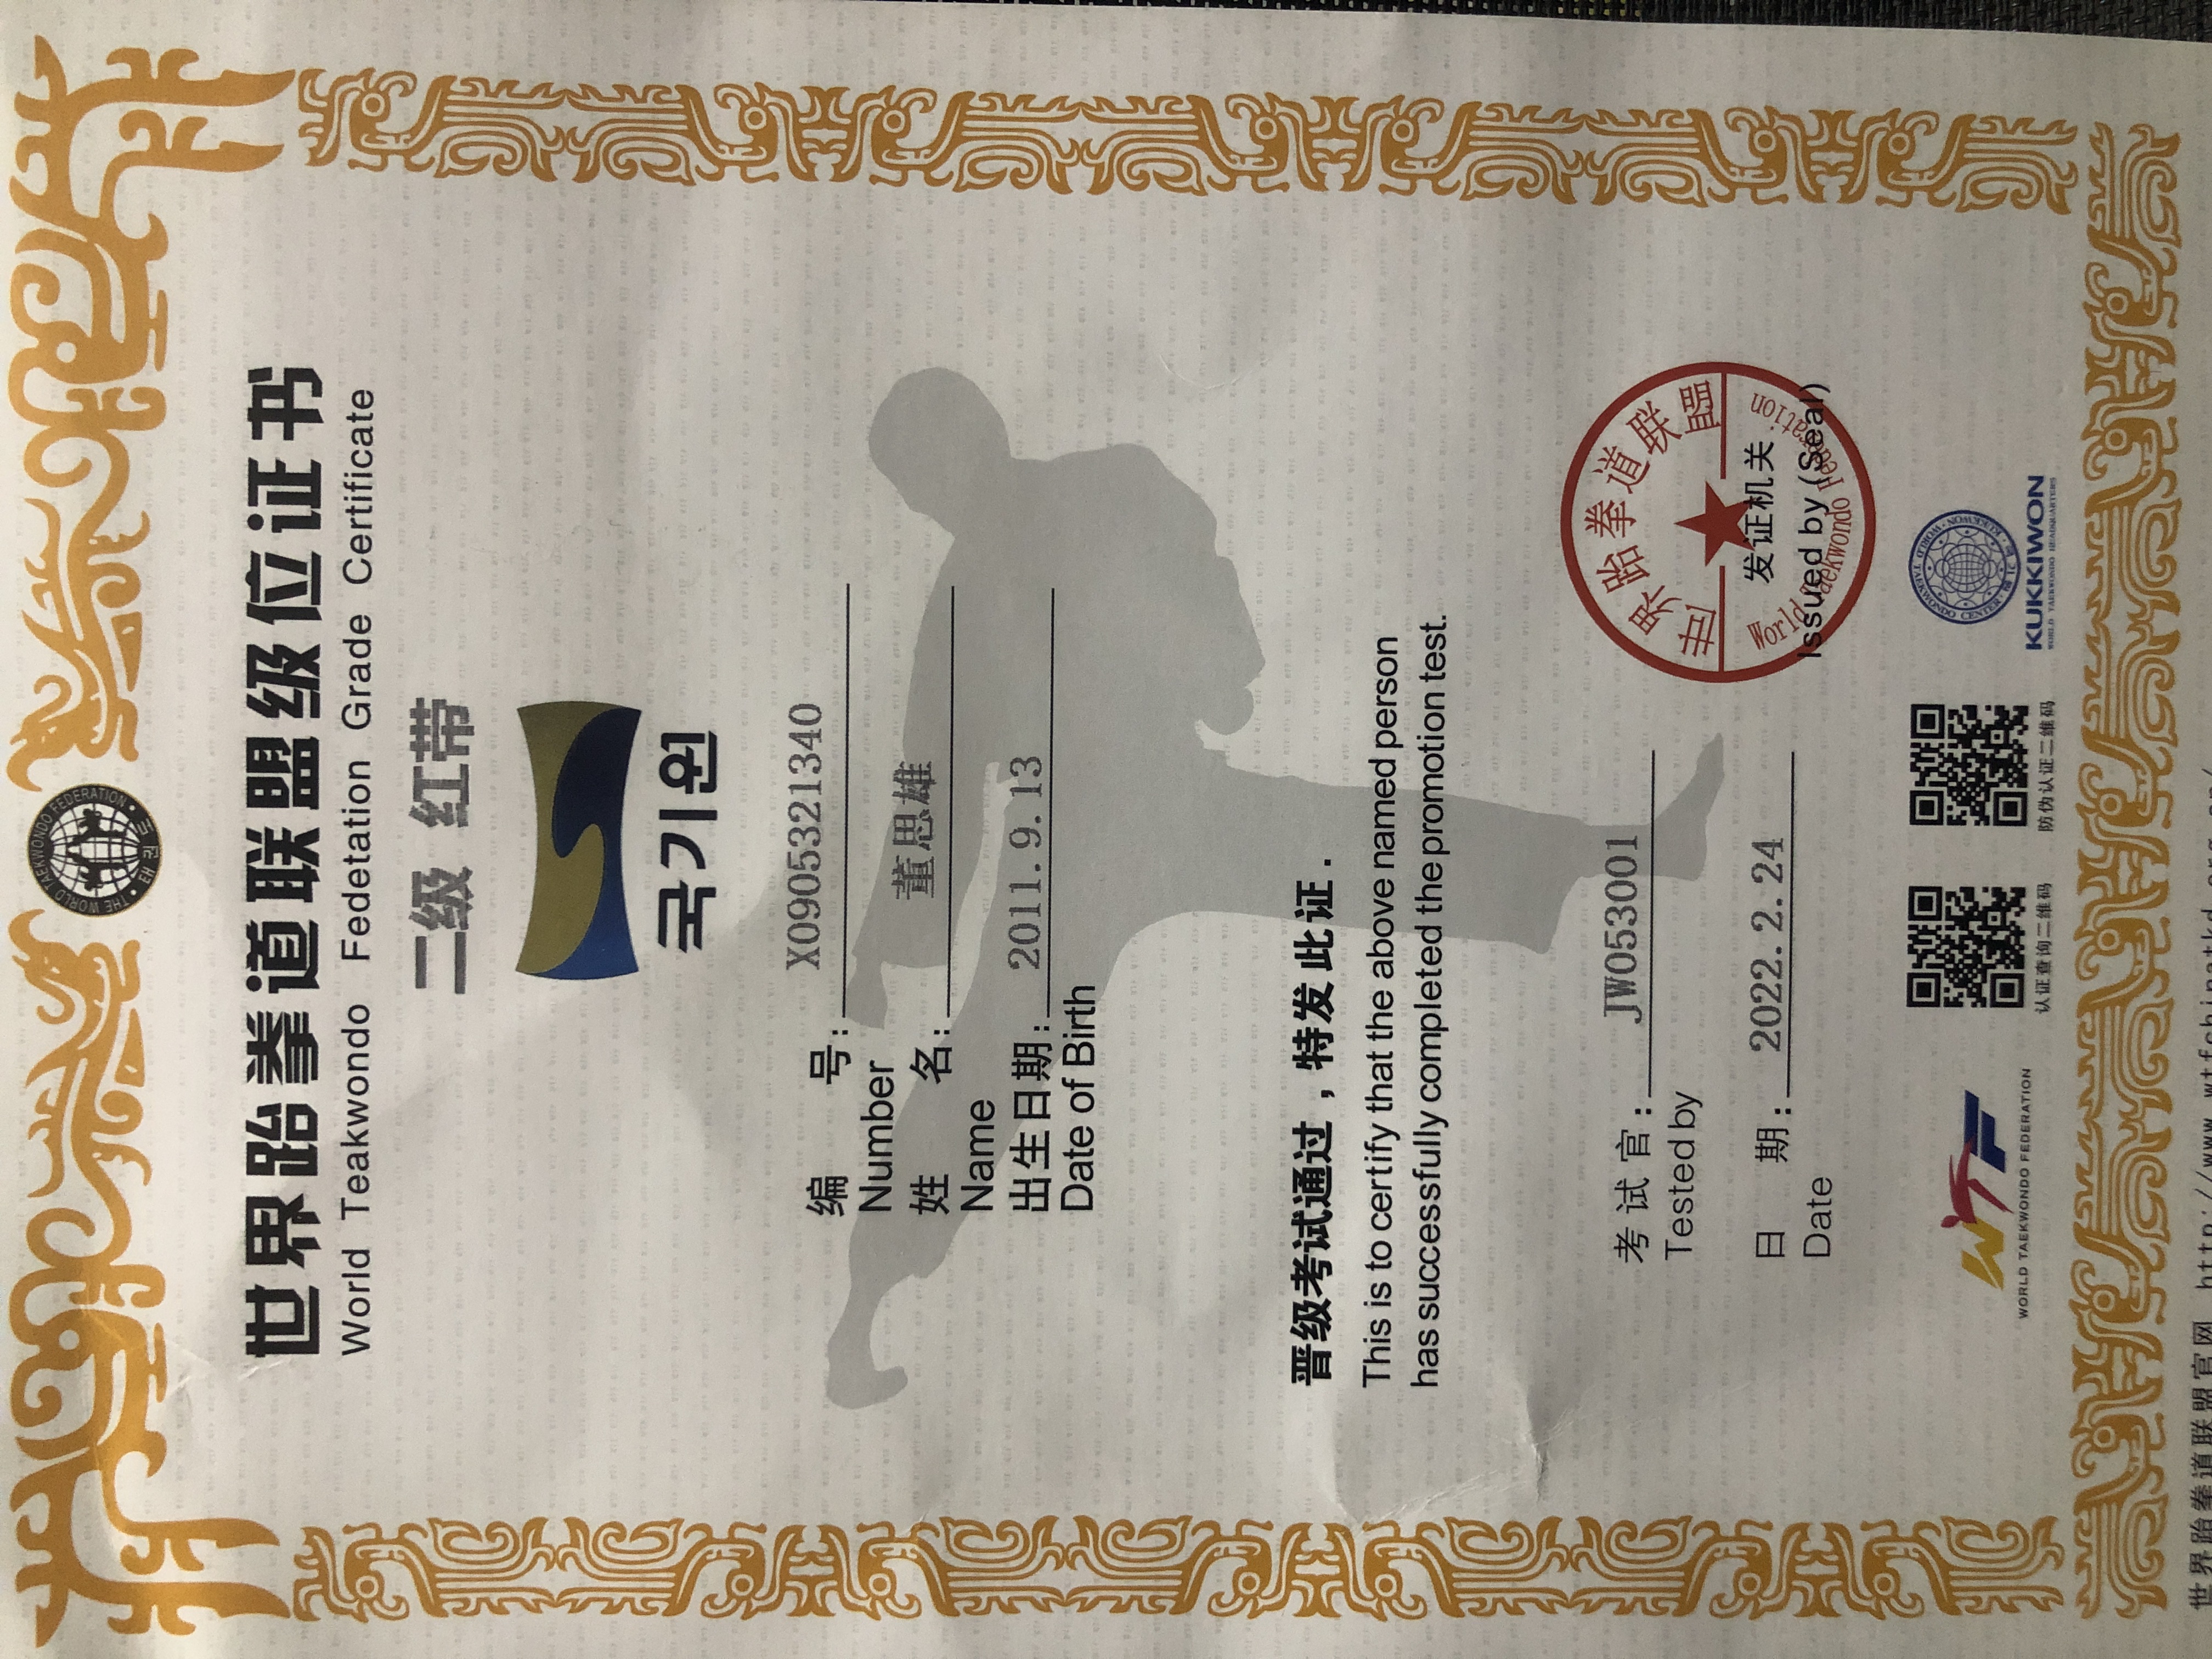 THE WORLD TAEKWONDO FEDERATION
태권도
世界跆拳道联盟级位证书
World Teakwondo Fedetation Grade Certificate
二级 红带
국기원
编 号: X0905321340
Number
姓 名: 董思雄
Name
出生日期: 2011.9.13
Date of Birth
晋级考试通过，特发此证.
This is to certify that the above named person
has successfully completed the promotion test.
考试官: JW053001
Tested by
日 期: 2022.2.24
Date
世界跆拳道联盟
发证机关
Issued by (Seal)
World Taekwondo Federation
WTF
WORLD TAEKWONDO FEDERATION
认证查询二维码
防伪认证二维码
KUKKIWON
WORLD TAEKWONDO HEADQUARTERS
世界跆拳道联盟官网 http://www.wtfchinatkd.org.cn/